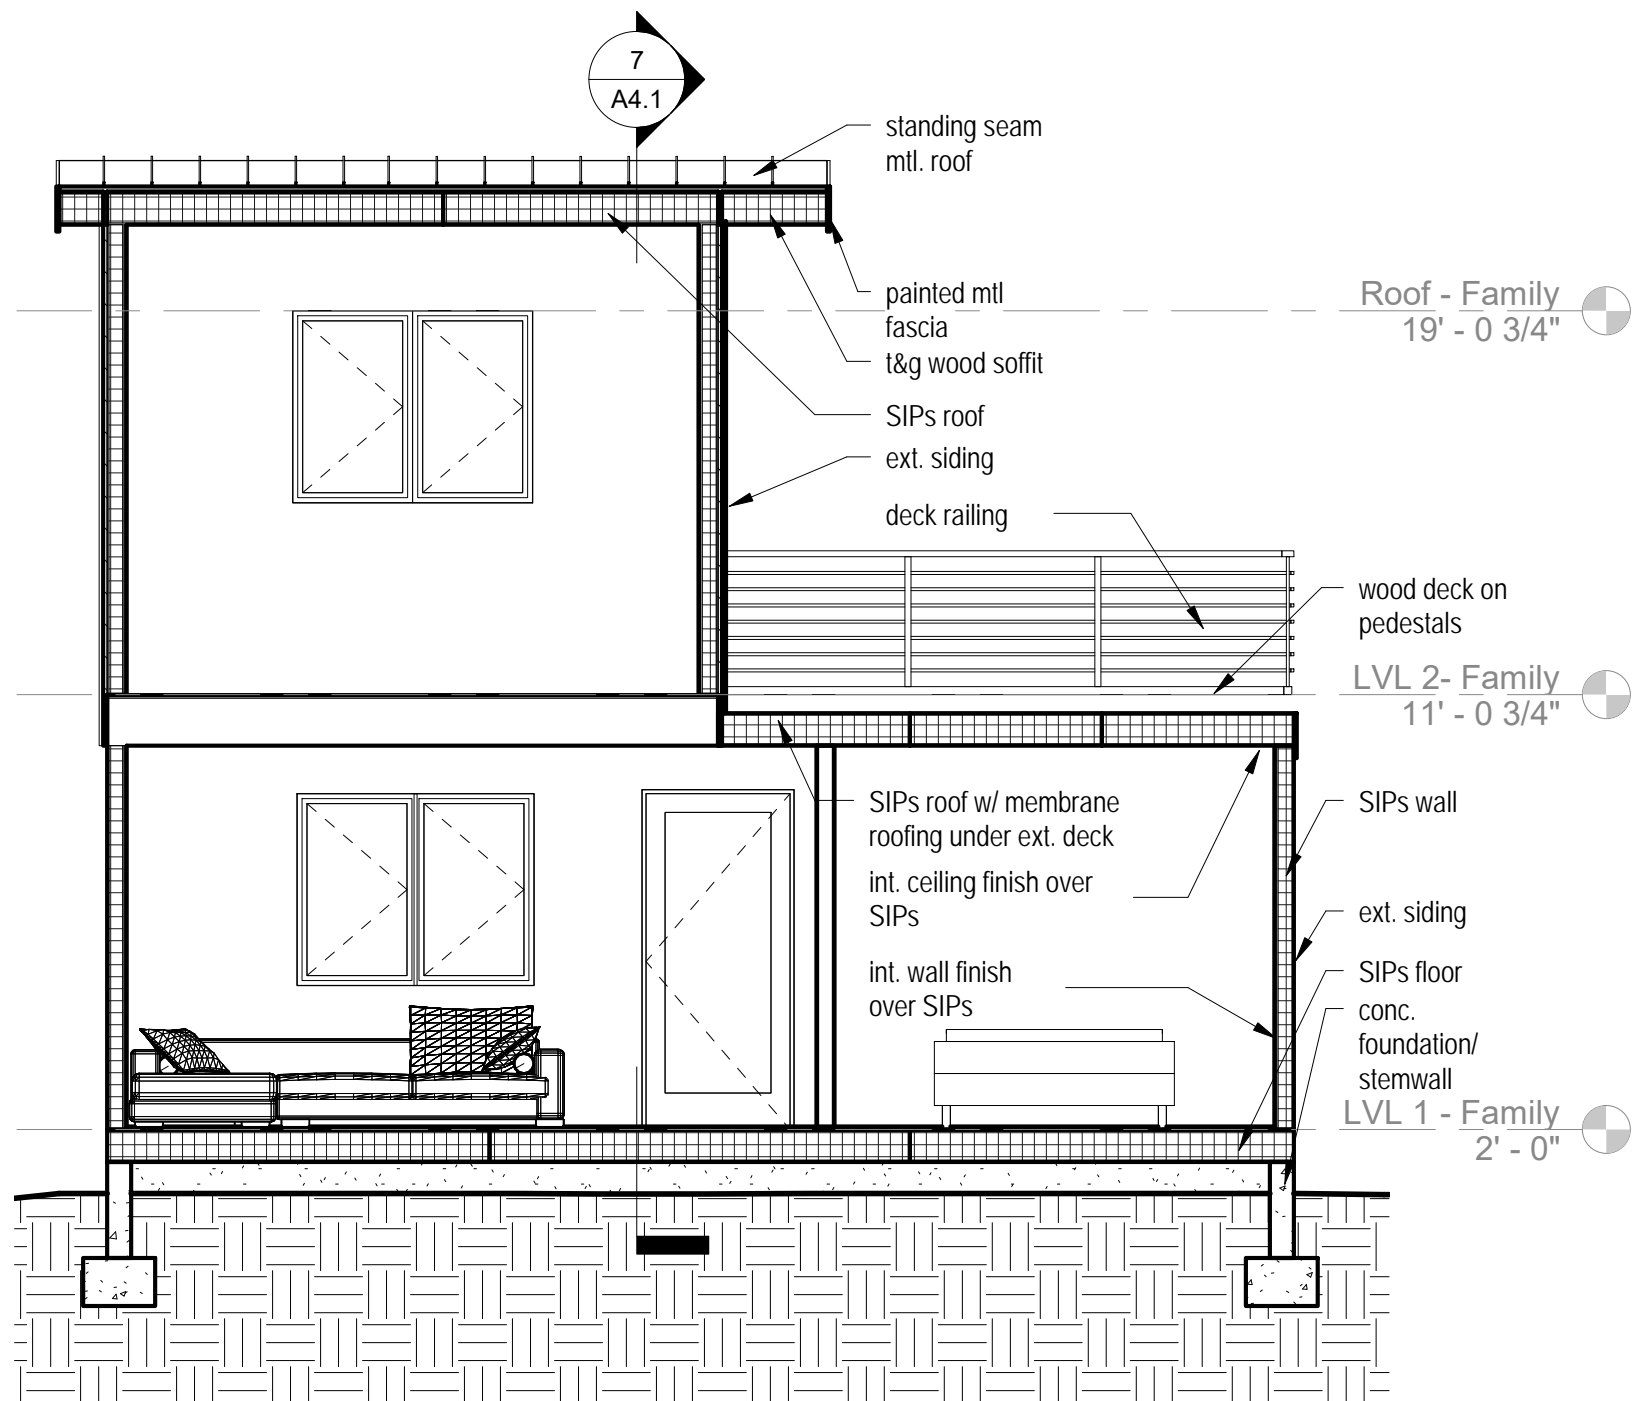 7
A4.1
standing seam
mtl. roof
painted mtl
fascia
t&g wood soffit
SIPs roof
ext. siding
deck railing
Roof - Family
19' - 0 3/4"
wood deck on
pedestals
LVL 2- Family
11' - 0 3/4"
SIPs roof w/ membrane
roofing under ext. deck
int. ceiling finish over
SIPs
int. wall finish
over SIPs
SIPs wall
ext. siding
SIPs floor
conc.
foundation/
stemwall
LVL 1 - Family
2' - 0"